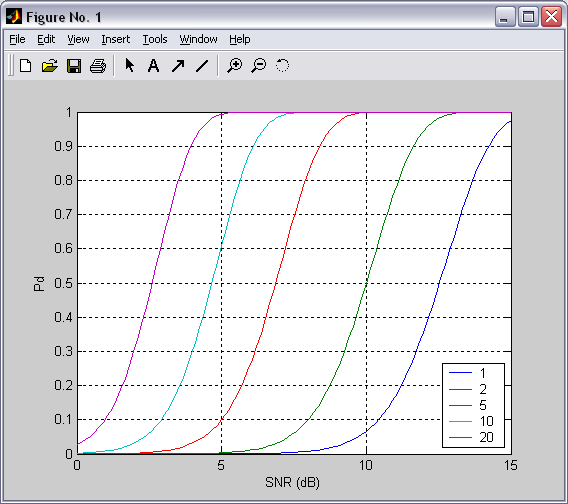 Figure No. 1
File Edit View Insert Tools Window Help
A
1
0.9
0.8
0.7
0.6
0.5
0.4
0.3
0.2
0.1
0
Pd
0 5 10 15
SNR (dB)
1
2
5
10
20